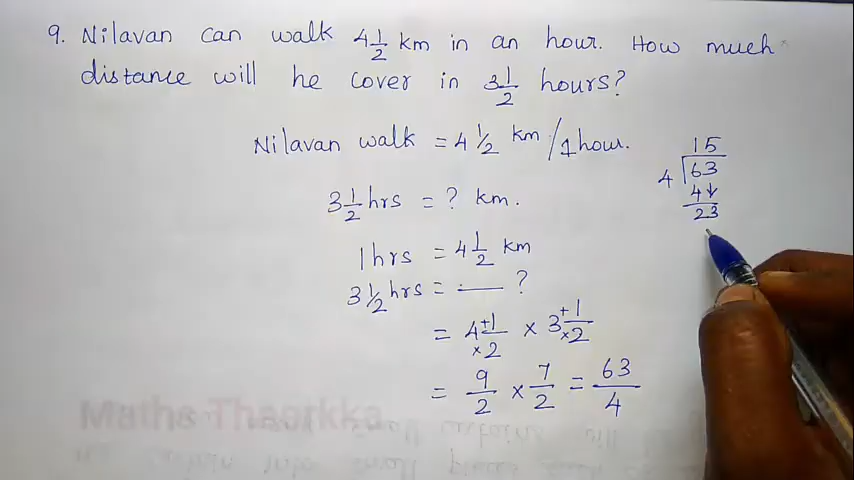 9. Nilavan can walk 4 1/2 km in an hour. How much
distance will he cover in 3 1/2 hours?
Nilavan walk = 4 1/2 km / 1 hour.
3 1/2 hrs = ? km.
1 hrs = 4 1/2 km
3 1/2 hrs = —— ?
= 4 +1/×2 × 3 +1/×2
= 9/2 × 7/2 = 63/4
15
4 63
4↓
23
Maths Thaorkka